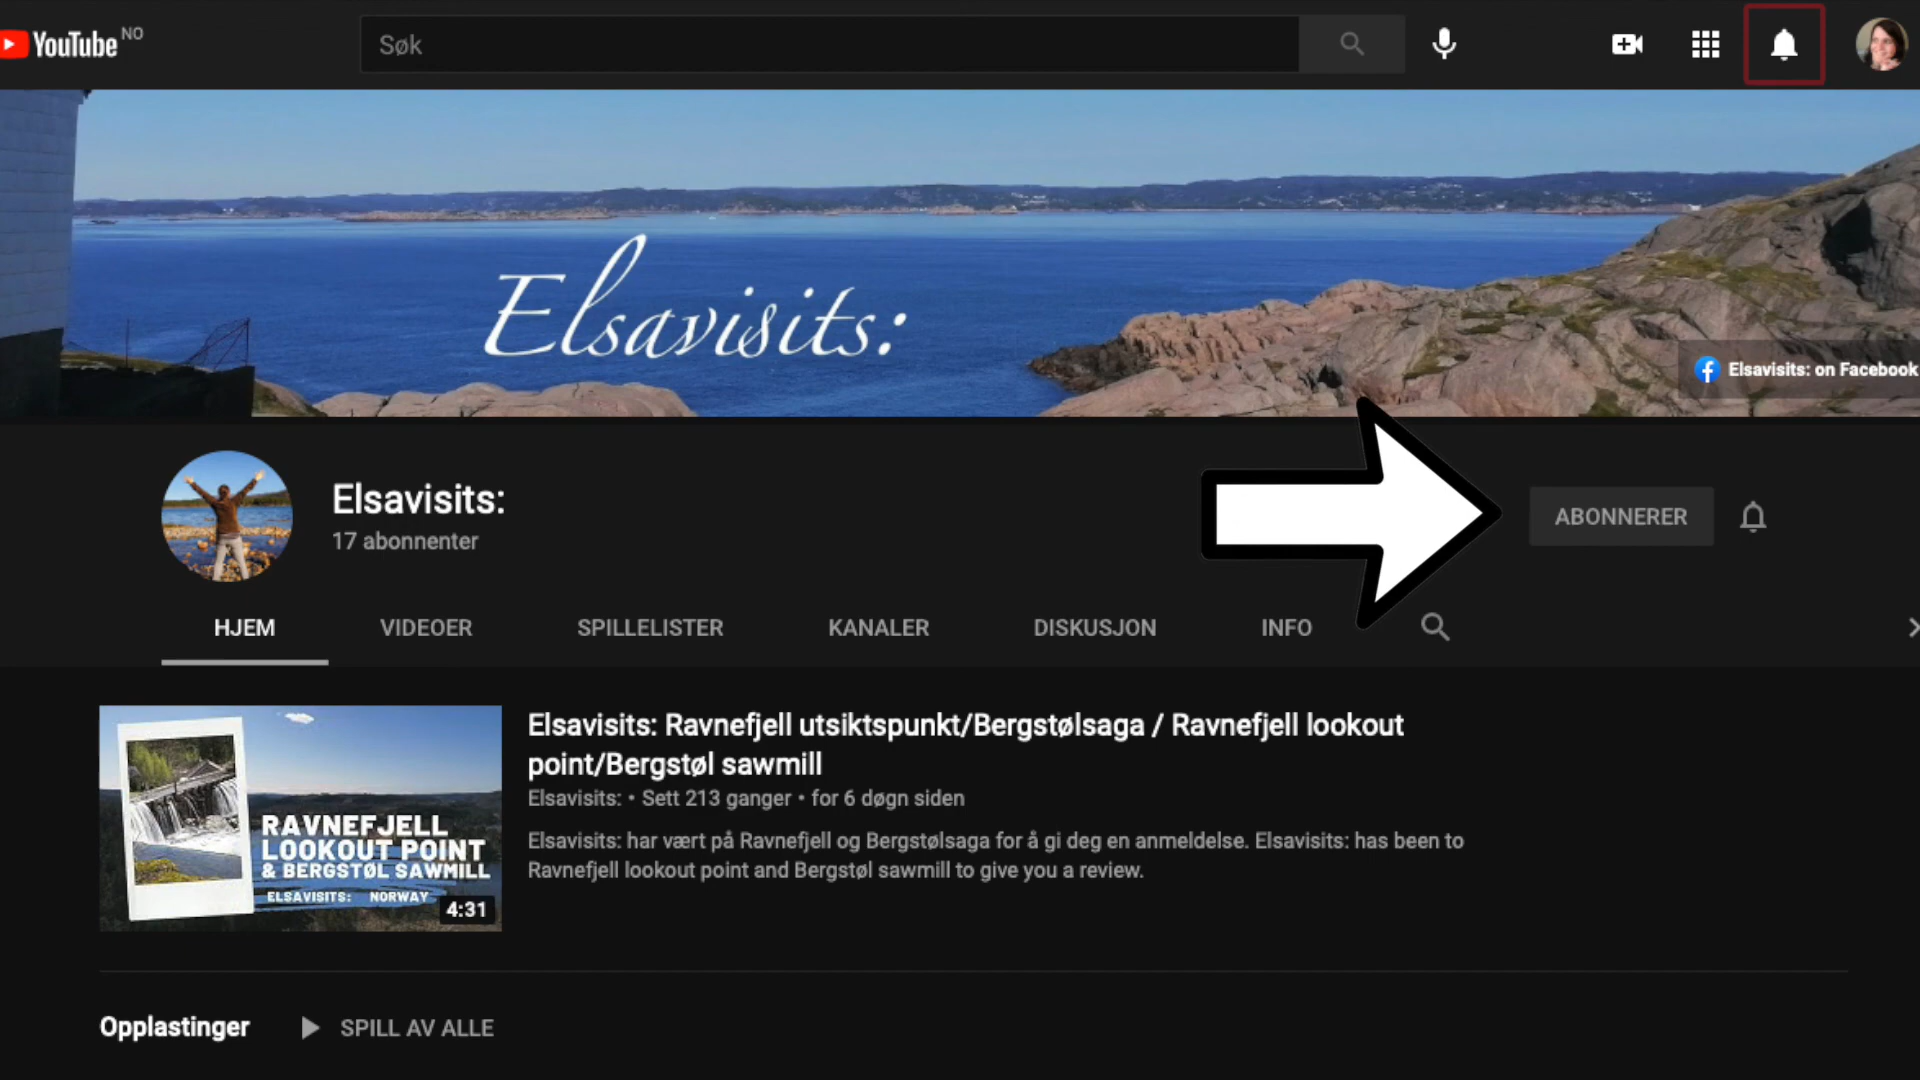 YouTube NO
Søk
Elsavisits:
Elsavisits: on Facebook
Elsavisits:
17 abonnenter
ABONNERER
HJEM VIDEOER SPILLELISTER KANALER DISKUSJON INFO
Elsavisits: Ravnefjell utsiktspunkt/Bergstølsaga / Ravnefjell lookout
point/Bergstøl sawmill
Elsavisits: • Sett 213 ganger • for 6 døgn siden
Elsavisits: har vært på Ravnefjell og Bergstølsaga for å gi deg en anmeldelse. Elsavisits: has been to
Ravnefjell lookout point and Bergstøl sawmill to give you a review.
RAVNEFJELL
LOOKOUT POINT
& BERGSTØL SAWMILL
ELSAVISITS: NORWAY
4:31
Opplastinger SPILL AV ALLE